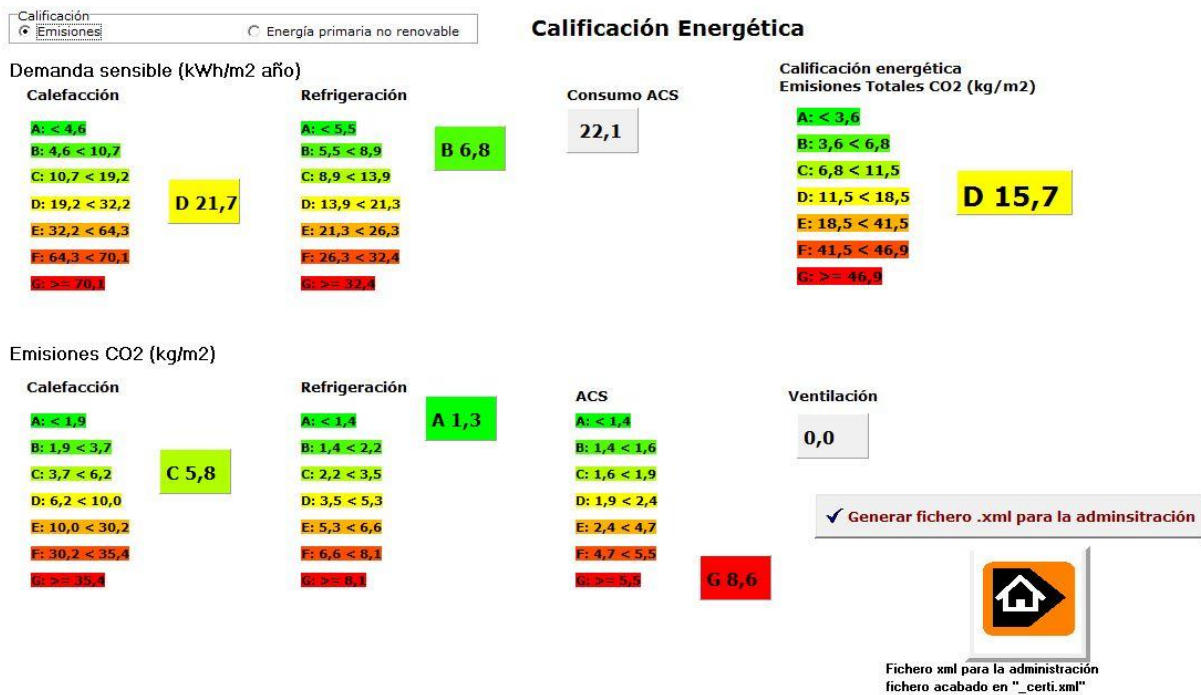 Calificación
Emisiones
Energía primaria no renovable
Calificación Energética
Demanda sensible (kWh/m2 año)
Calefacción
A: < 4,6
B: 4,6 < 10,7
C: 10,7 < 19,2
D: 19,2 < 32,2
E: 32,2 < 64,3
F: 64,3 < 70,1
G: >= 70,1
D 21,7
Refrigeración
A: < 5,5
B: 5,5 < 8,9
C: 8,9 < 13,9
D: 13,9 < 21,3
E: 21,3 < 26,3
F: 26,3 < 32,4
G: >= 32,4
B 6,8
Consumo ACS
22,1
Calificación energética
Emisiones Totales CO2 (kg/m2)
A: < 3,6
B: 3,6 < 6,8
C: 6,8 < 11,5
D: 11,5 < 18,5
E: 18,5 < 41,5
F: 41,5 < 46,9
G: >= 46,9
D 15,7
Emisiones CO2 (kg/m2)
Calefacción
A: < 1,9
B: 1,9 < 3,7
C: 3,7 < 6,2
D: 6,2 < 10,0
E: 10,0 < 30,2
F: 30,2 < 35,4
G: >= 35,4
C 5,8
Refrigeración
A: < 1,4
B: 1,4 < 2,2
C: 2,2 < 3,5
D: 3,5 < 5,3
E: 5,3 < 6,6
F: 6,6 < 8,1
G: >= 8,1
A 1,3
ACS
A: < 1,4
B: 1,4 < 1,6
C: 1,6 < 1,9
D: 1,9 < 2,4
E: 2,4 < 4,7
F: 4,7 < 5,5
G: >= 5,5
G 8,6
Ventilación
0,0
Generar fichero .xml para la adminsitración
Fichero xml para la administración
fichero acabado en "_certi.xml"